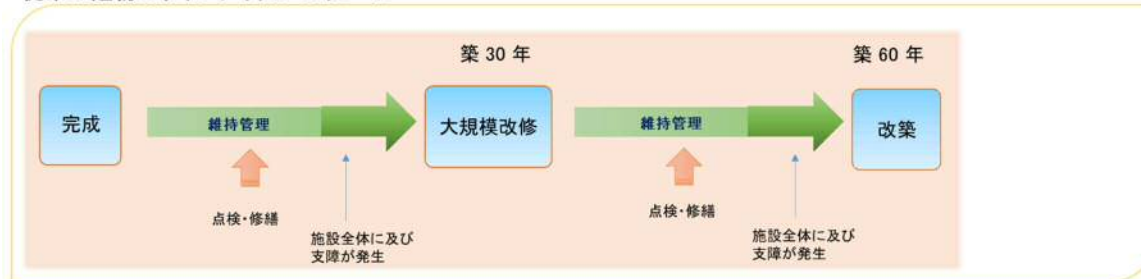 築 30 年
築 60 年
完成
維持管理
大規模改修
維持管理
改築
点検・修繕
点検・修繕
施設全体に及び
支障が発生
施設全体に及び
支障が発生